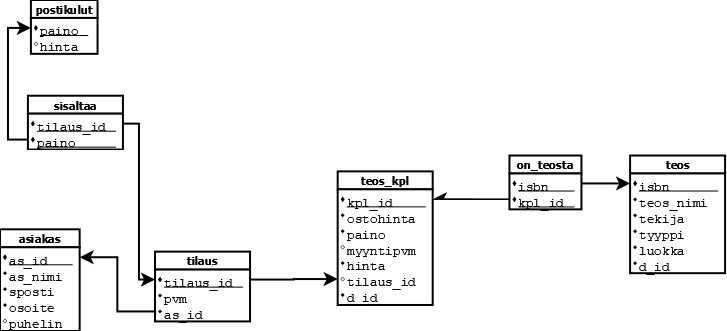 postikulut
paino
hinta
sisaltaa
tilaus_id
paino
asiakas
as_id
as_nimi
sposti
osoite
puhelin
tilaus
tilaus_id
pvm
as_id
teos_kpl
kpl_id
ostohinta
paino
myyntipvm
hinta
tilaus_id
d_id
on_teosta
isbn
kpl_id
teos
isbn
teos_nimi
tekija
tyyppi
luokka
d_id